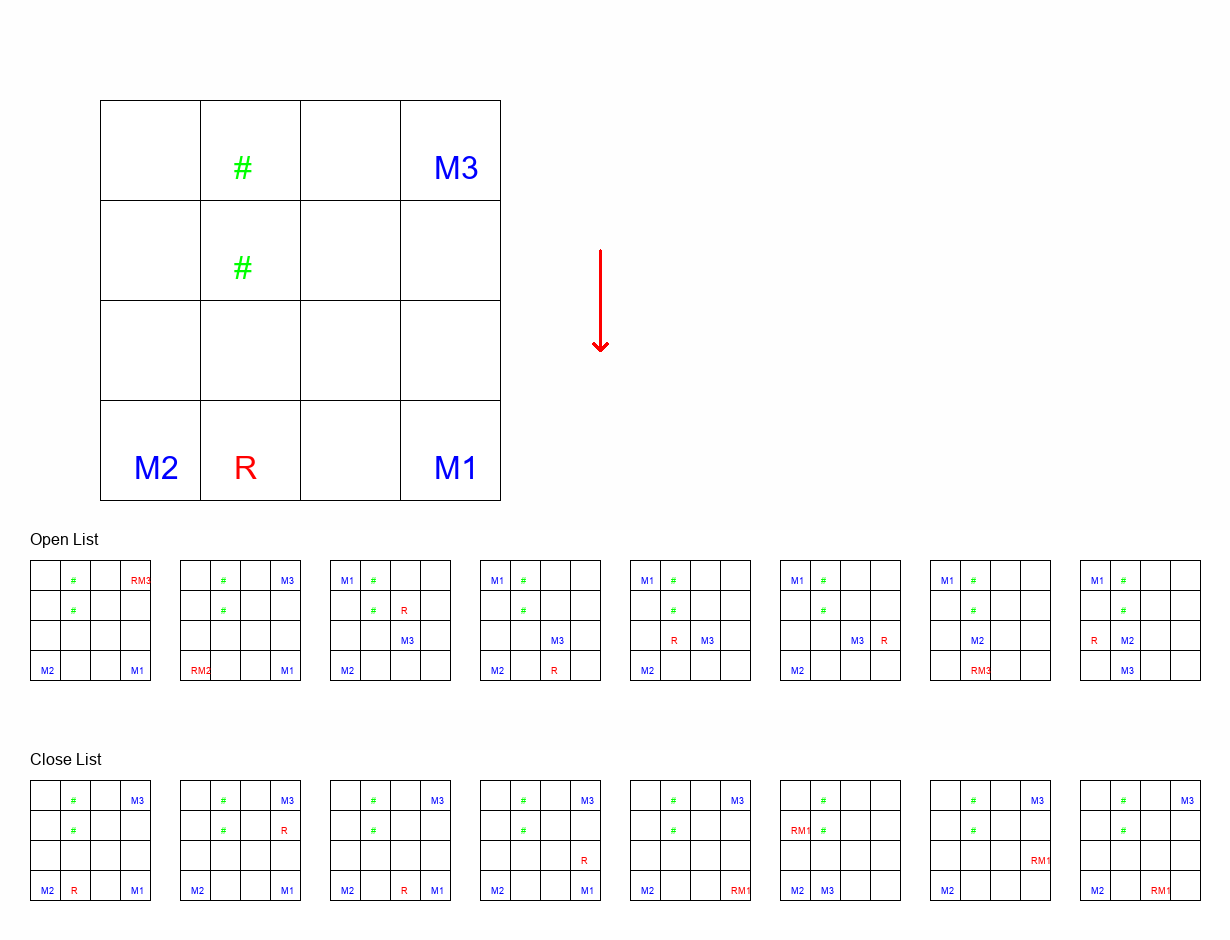 # M3
#
M2 R M1
Open List
# RM3 # M3 M1 # M1 # M1 # M1 # M1 # M1 #
# # # R # # # # #
M3 M3 R M3 M3 R M2 R M2
M2 M1 RM2 M1 M2 M2 R M2 M2 RM3 M3
Close List
# M3 # M3 # M3 # M3 # M3 # # M3 # M3
# # R # # # RM1 # # #
R RM1
M2 R M1 M2 M1 M2 R M1 M2 M1 M2 RM1 M2 M3 M2 M2 RM1